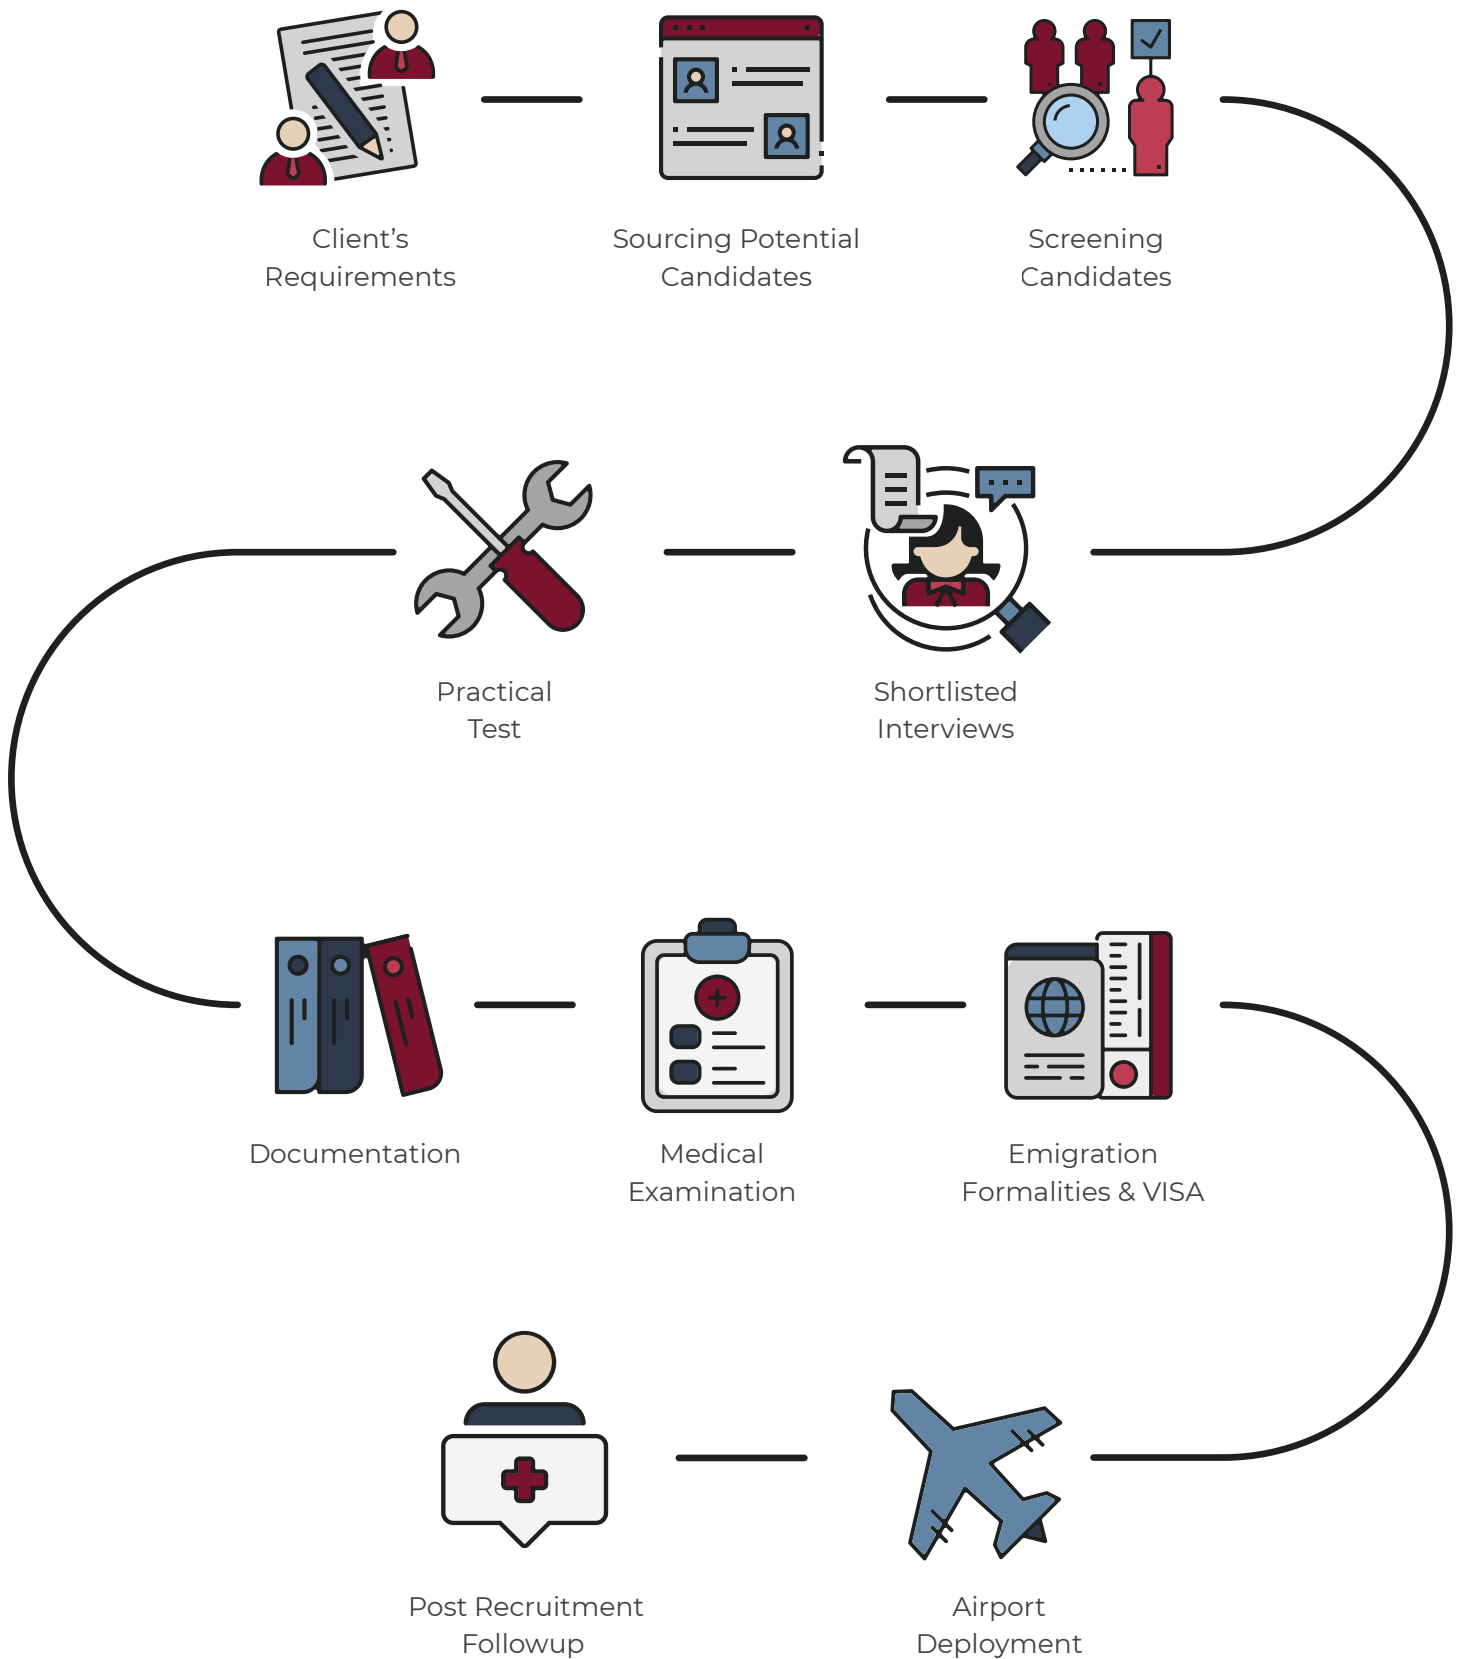 Client’s
Requirements
Sourcing Potential
Candidates
Screening
Candidates
Practical
Test
Shortlisted
Interviews
Documentation
Medical
Examination
Emigration
Formalities & VISA
Post Recruitment
Followup
Airport
Deployment